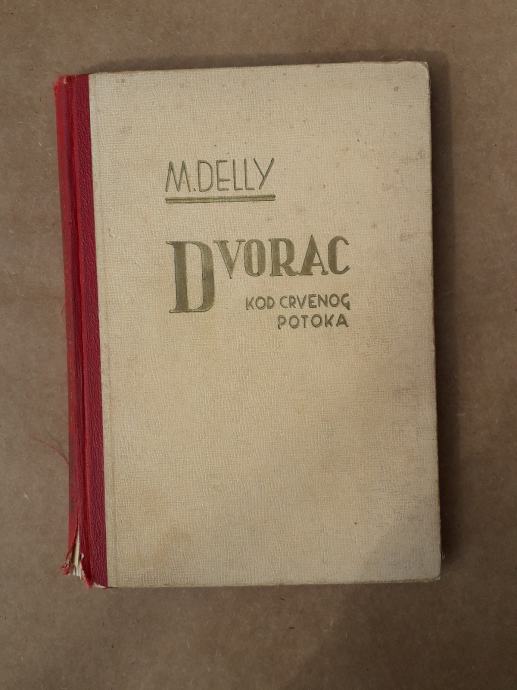 M. DELLY
DVORAC
KOD CRVENOG
POTOKA